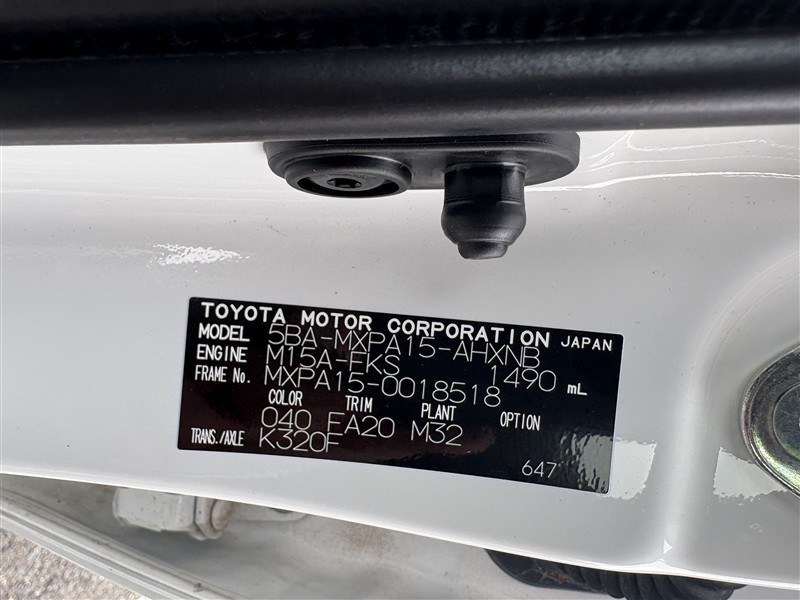 TOYOTA MOTOR CORPORATION JAPAN
MODEL 5BA-MXPA15-AHXNB
ENGINE M15A-FKS 1490 mL
FRAME No. MXPA15-0018518
COLOR TRIM PLANT OPTION
040 FA20 M32
TRANS./AXLE K320F
647